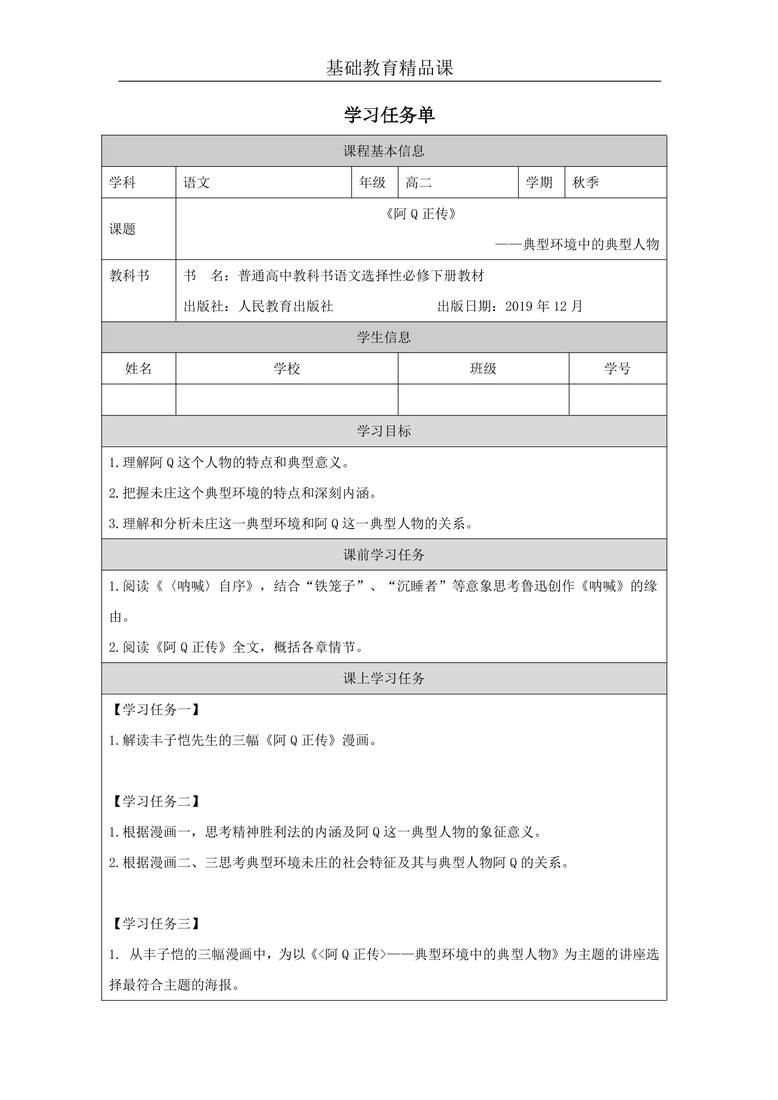 基础教育精品课
学习任务单
课程基本信息
学科 语文 年级 高二 学期 秋季
课题 《阿Q正传》
——典型环境中的典型人物
教科书 书　名：普通高中教科书语文选择性必修下册教材
出版社：人民教育出版社 出版日期：2019年12月
学生信息
姓名 学校 班级 学号
学习目标
1.理解阿Q这个人物的特点和典型意义。
2.把握未庄这个典型环境的特点和深刻内涵。
3.理解和分析未庄这一典型环境和阿Q这一典型人物的关系。
课前学习任务
1.阅读《〈呐喊〉自序》，结合“铁笼子”、“沉睡者”等意象思考鲁迅创作《呐喊》的缘
由。
2.阅读《阿Q正传》全文，概括各章情节。
课上学习任务
【学习任务一】
1.解读丰子恺先生的三幅《阿Q正传》漫画。
【学习任务二】
1.根据漫画一，思考精神胜利法的内涵及阿Q这一典型人物的象征意义。
2.根据漫画二、三思考典型环境未庄的社会特征及其与典型人物阿Q的关系。
【学习任务三】
1. 从丰子恺的三幅漫画中，为以《<阿Q正传>——典型环境中的典型人物》为主题的讲座选
择最符合主题的海报。